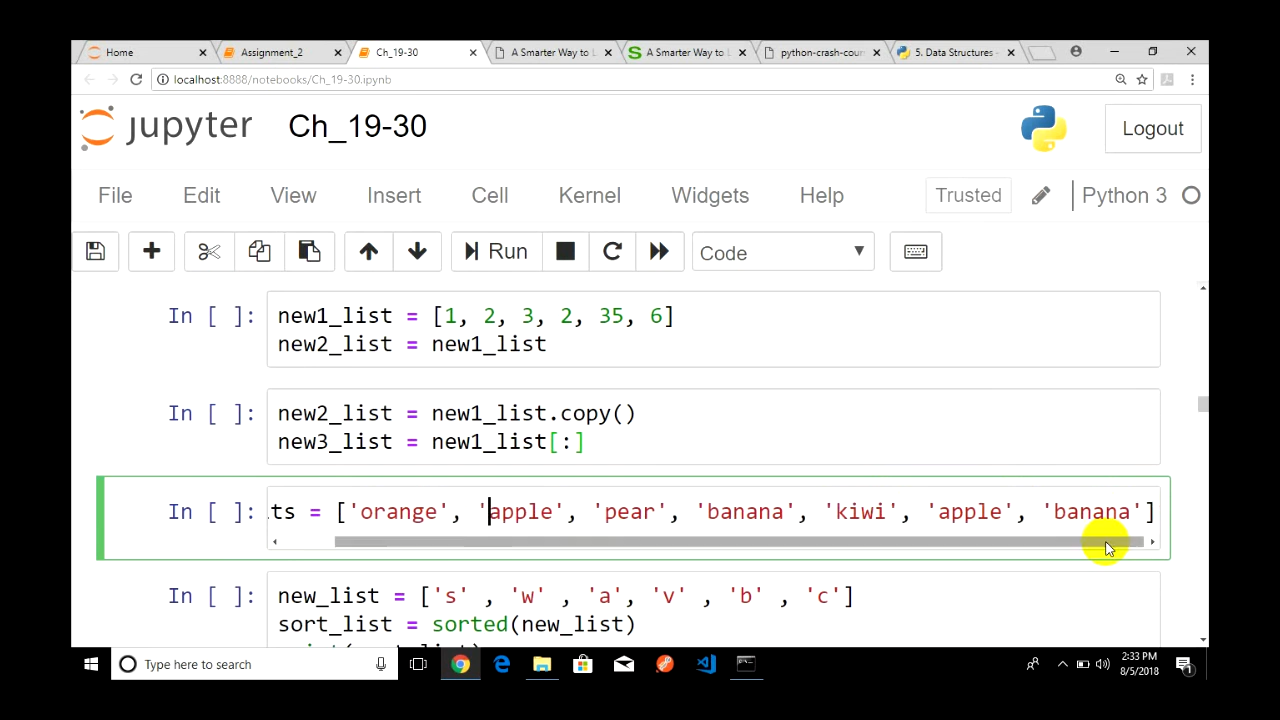 Home
Assignment_2
Ch_19-30
A Smarter Way to L
A Smarter Way to L
python-crash-cour
5. Data Structures
localhost:8888/notebooks/Ch_19-30.ipynb
jupyter Ch_19-30
Logout
File Edit View Insert Cell Kernel Widgets Help
Trusted
Python 3
Run
Code
In [ ]: new1_list = [1, 2, 3, 2, 35, 6]
new2_list = new1_list
In [ ]: new2_list = new1_list.copy()
new3_list = new1_list[:]
In [ ]: ts = ['orange', 'apple', 'pear', 'banana', 'kiwi', 'apple', 'banana']
In [ ]: new_list = ['s' , 'w' , 'a', 'v' , 'b' , 'c']
sort_list = sorted(new_list)
Type here to search
2:33 PM
8/5/2018